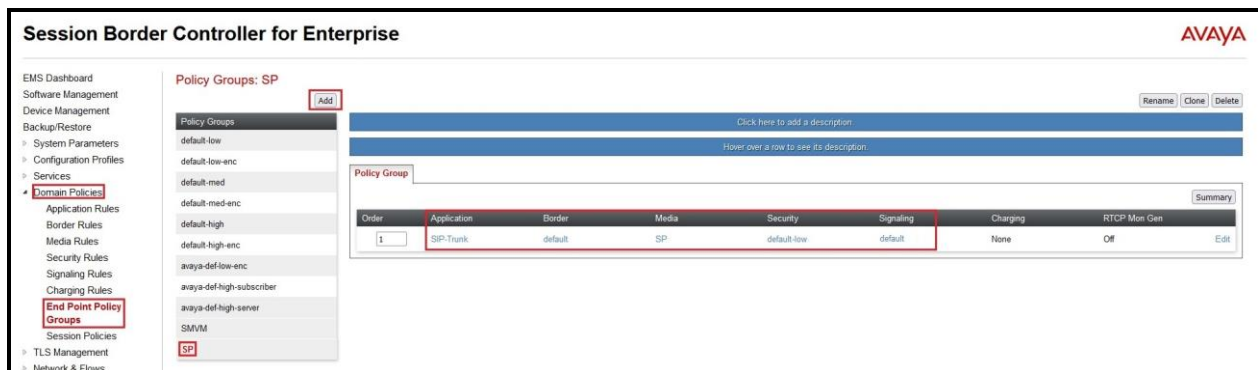 Session Border Controller for Enterprise
AVAYA
EMS Dashboard
Software Management
Device Management
Backup/Restore
System Parameters
Configuration Profiles
Services
Domain Policies
Application Rules
Border Rules
Media Rules
Security Rules
Signaling Rules
Charging Rules
End Point Policy
Groups
Session Policies
TLS Management
Network & Flows
Policy Groups: SP
Add
Rename Clone Delete
Policy Groups
default-low
default-low-enc
default-med
default-med-enc
default-high
default-high-enc
avaya-def-low-enc
avaya-def-high-subscriber
avaya-def-high-server
SMVM
SP
Click here to add a description.
Hover over a row to see its description.
Policy Group
Summary
Order Application Border Media Security Signaling Charging RTCP Mon Gen
1 SIP-Trunk default SP default-low default None Off Edit